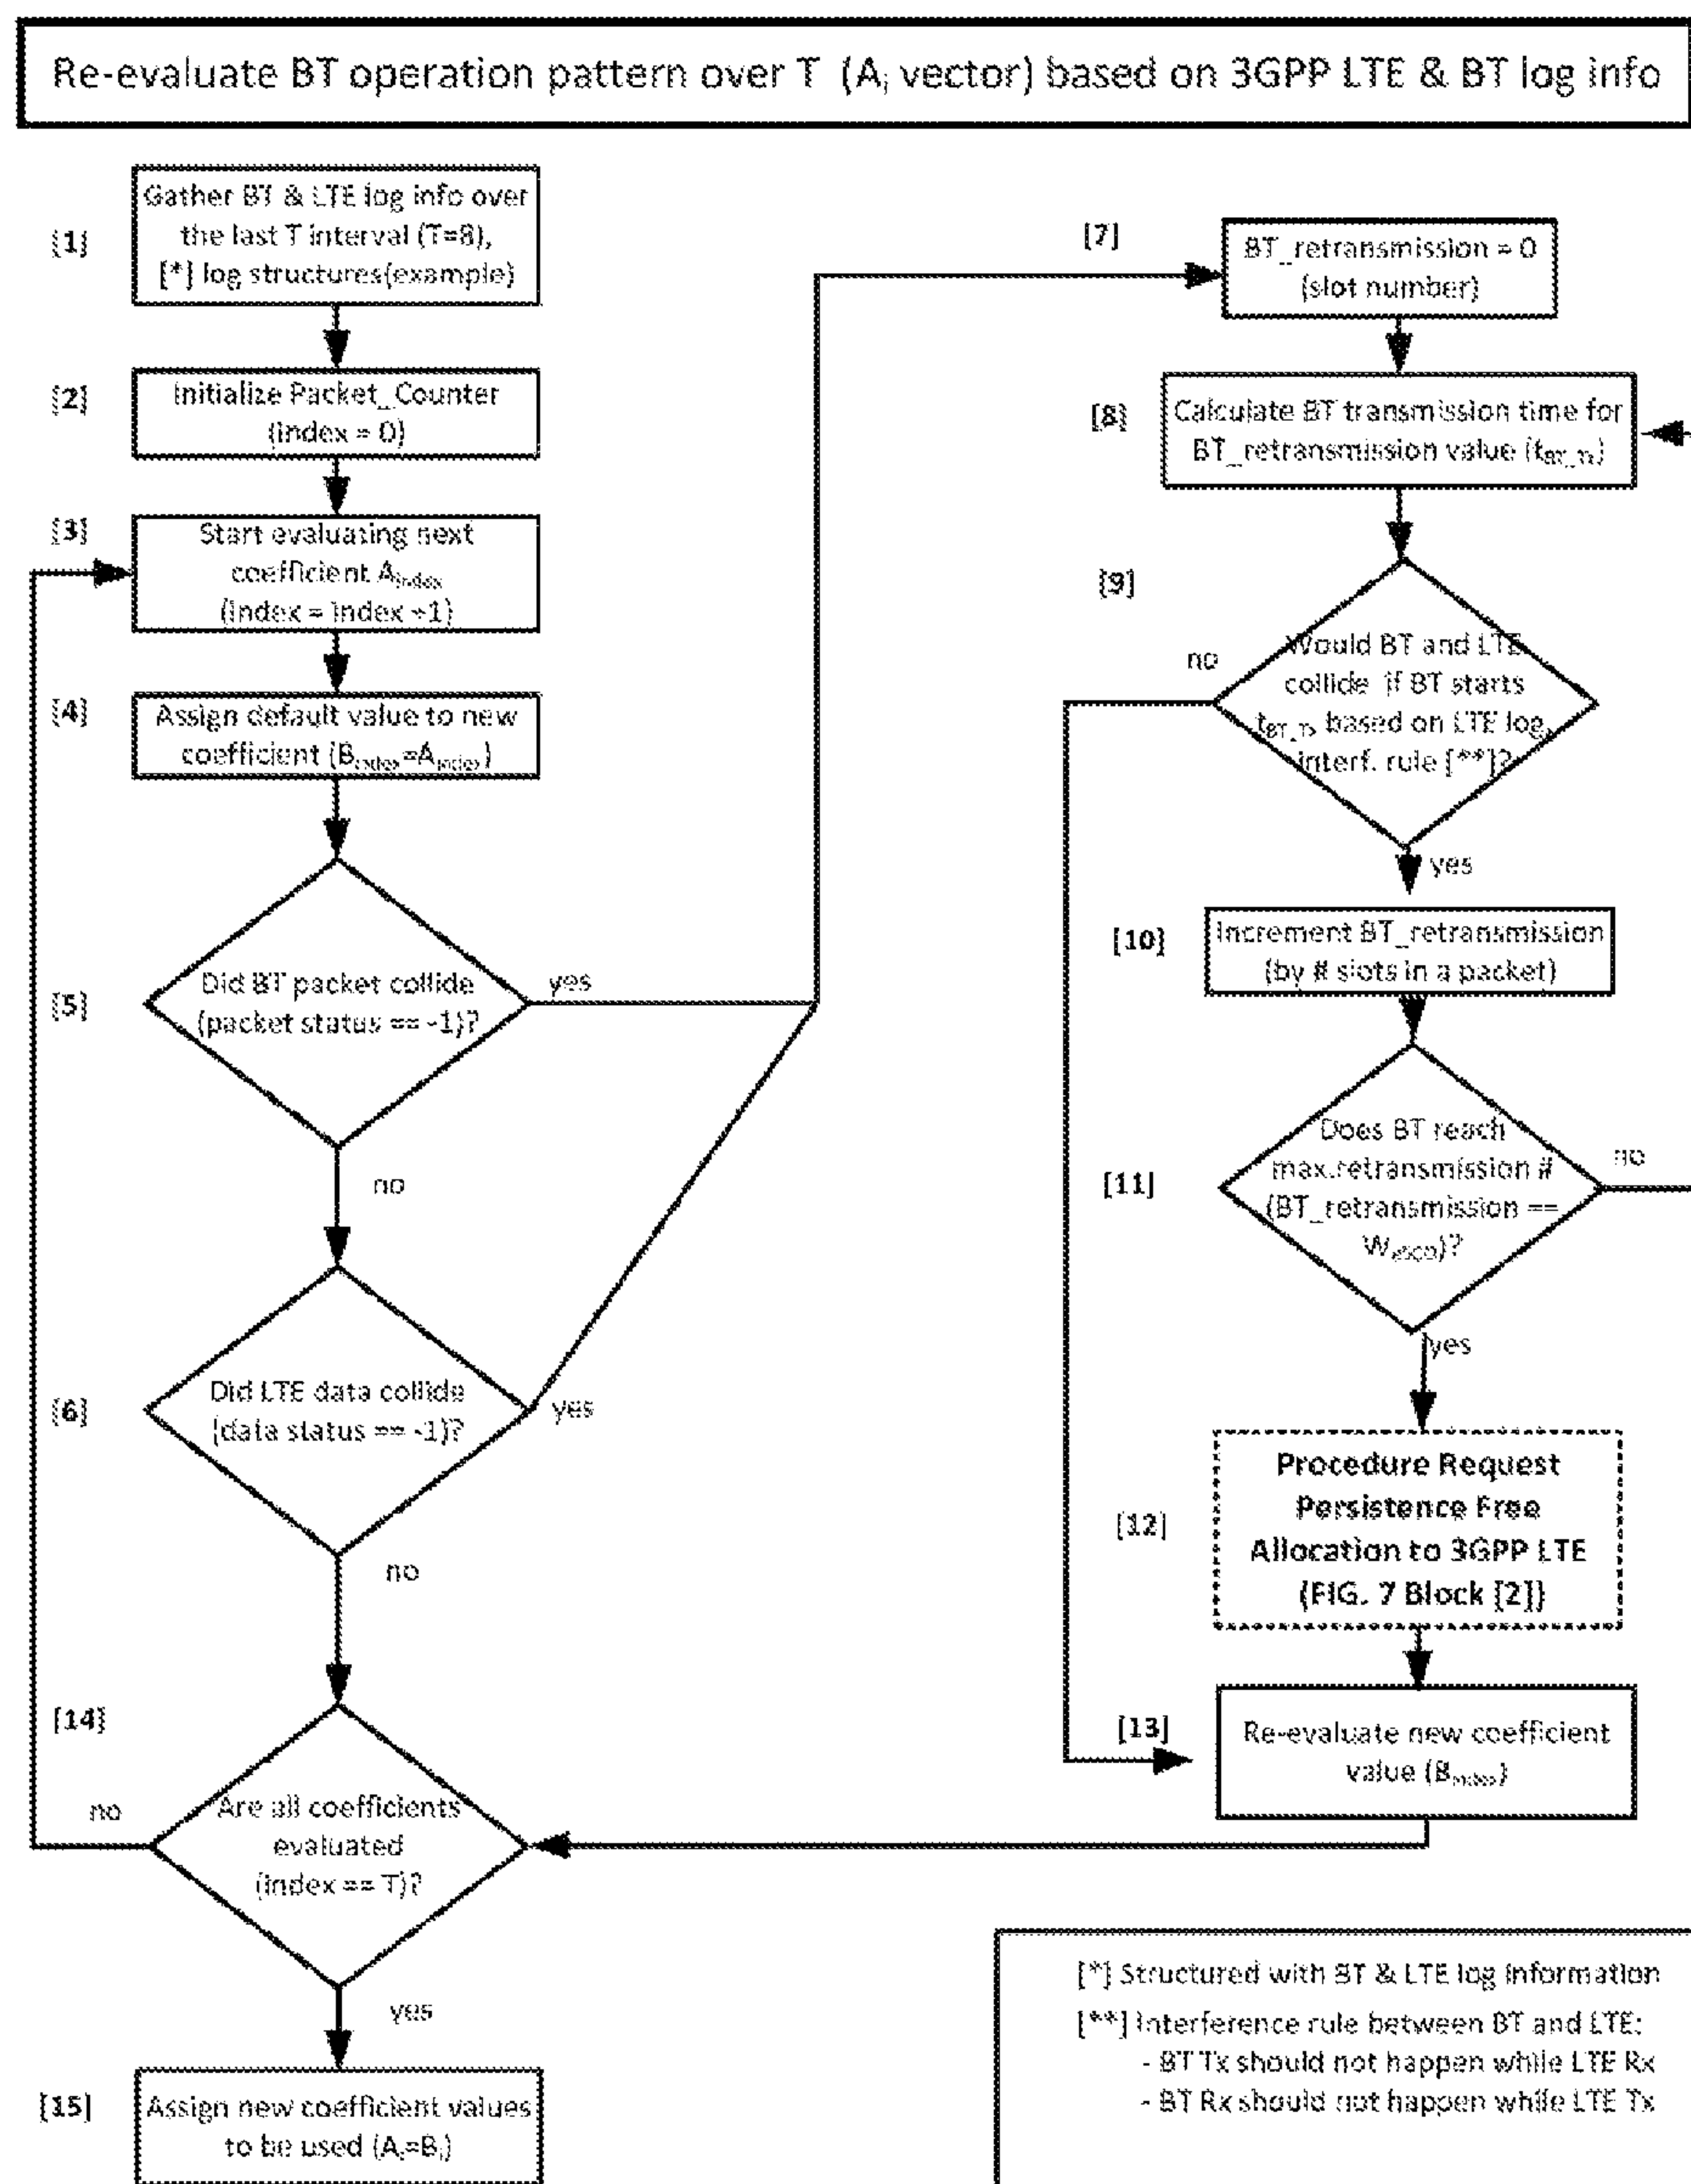 Re-evaluate BT operation pattern over T (Ai vector) based on 3GPP LTE & BT log info
[1]
Gather BT & LTE log info over
the last T interval (T=8),
[*] log structures(example)
[2]
Initialize Packet_Counter
(index = 0)
[3]
Start evaluating next
coefficient Aindex
(index = index +1)
[4]
Assign default value to new
coefficient (Bindex=Aindex)
[5]
Did BT packet collide
(packet status == -1)?
yes
no
[6]
Did LTE data collide
(data status == -1)?
yes
no
[7]
BT_retransmission = 0
(slot number)
[8]
Calculate BT transmission time for
BT_retransmission value (tBT_Tx)
[9]
Would BT and LTE
collide if BT starts
tBT_Tx based on LTE log,
interf. rule [**]?
no
yes
[10]
Increment BT_retransmission
(by # slots in a packet)
[11]
Does BT reach
max.retransmission #
(BT_retransmission ==
WeSCO)?
no
yes
[12]
Procedure Request
Persistence Free
Allocation to 3GPP LTE
(FIG. 7 Block [2])
[13]
Re-evaluate new coefficient
value (Bindex)
[14]
Are all coefficients
evaluated
(index == T)?
no
yes
[15]
Assign new coefficient values
to be used (Ai=Bi)
[*] Structured with BT & LTE log information
[**] Interference rule between BT and LTE:
- BT Tx should not happen while LTE Rx
- BT Rx should not happen while LTE Tx